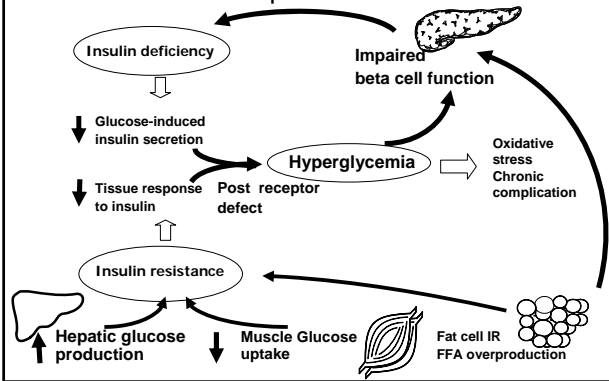 Insulin deficiency
Impaired
beta cell function
Glucose-induced
insulin secretion
Hyperglycemia
Oxidative
stress
Chronic
complication
Tissue response
to insulin
Post receptor
defect
Insulin resistance
Hepatic glucose
production
Muscle Glucose
uptake
Fat cell IR
FFA overproduction